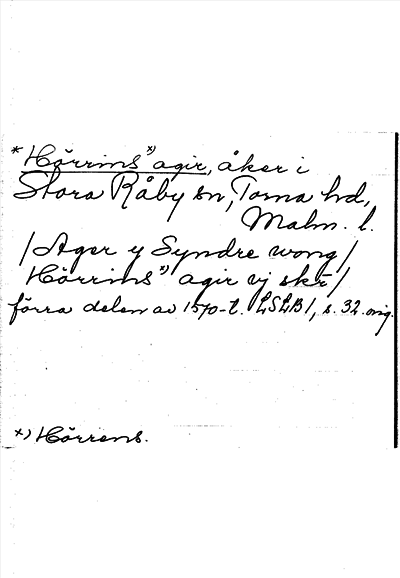 *Hörrins^x) agir, åker i
Stora Råby sn, Torna hd,
Malm. l.
/Ager y Syndre wong/
Hörrins^x) agir vj skr/
förra delen av 1570-t. LSLB/, s. 32. orig.
x) Hörrens.